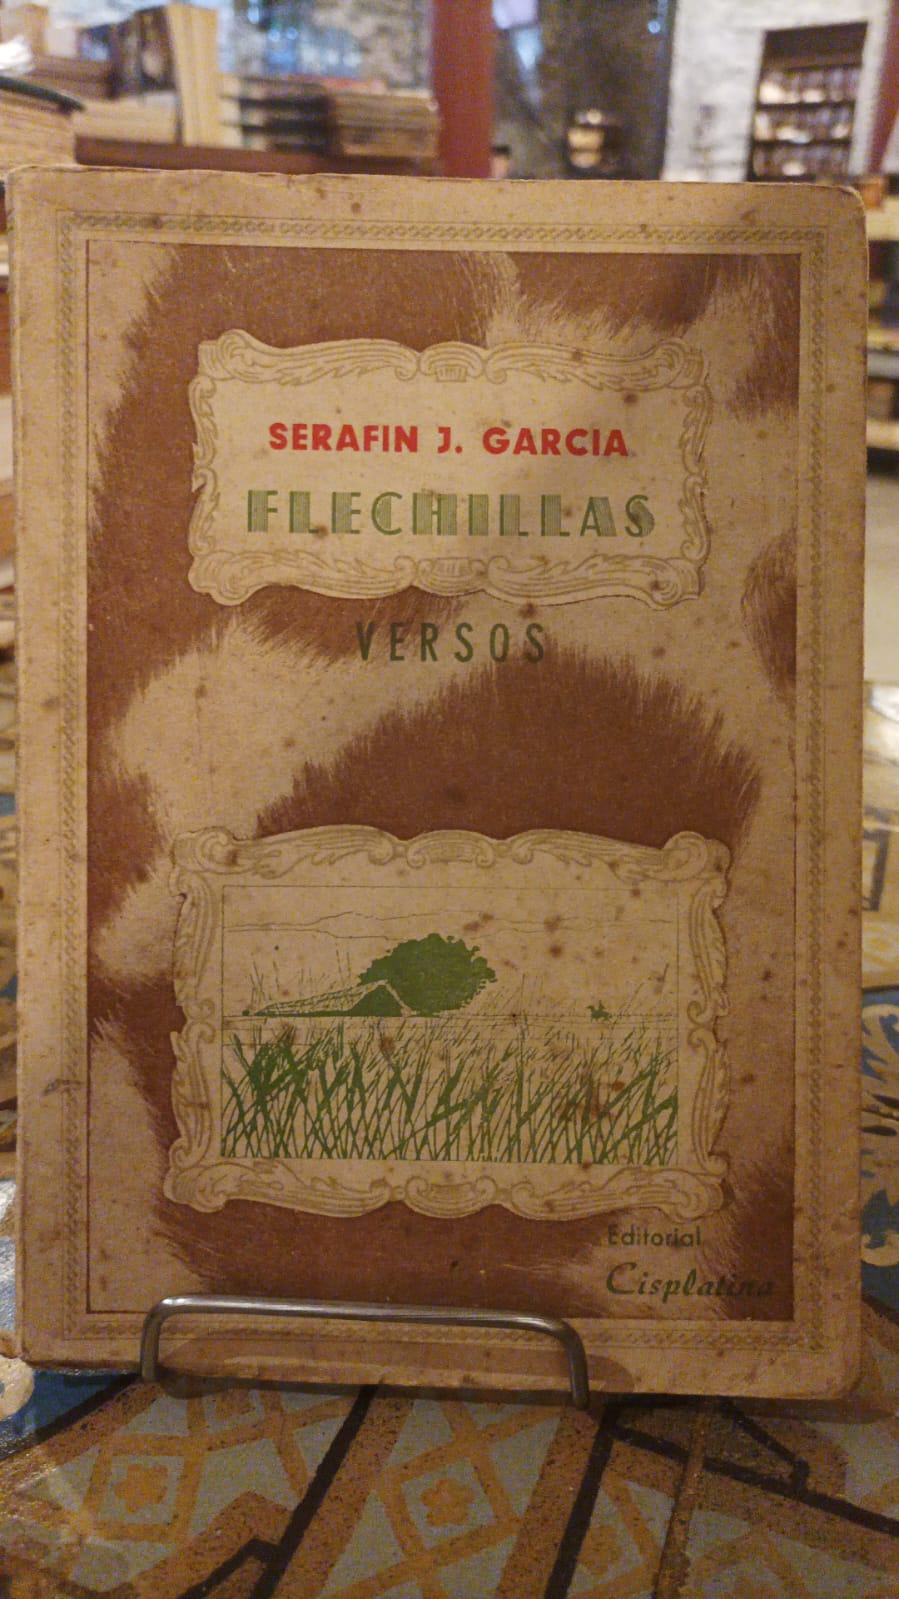 SERAFIN J. GARCIA
FLECHILLAS
VERSOS
Editorial
Cisplatina